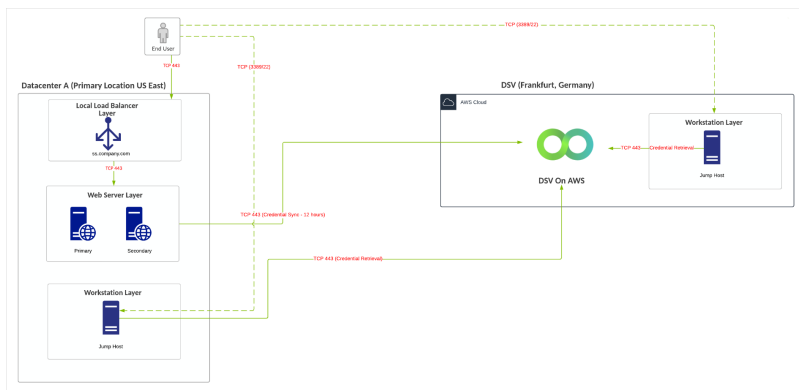 End User
TCP 443
TCP (3389/22)
TCP (3389/22)
Datacenter A (Primary Location US East)
Local Load Balancer
Layer
ss.company.com
TCP 443
Web Server Layer
Primary
Secondary
Workstation Layer
Jump Host
TCP 443 (Credential Sync - 12 hours)
TCP 443 (Credential Retrieval)
DSV (Frankfurt, Germany)
AWS Cloud
DSV On AWS
Workstation Layer
TCP 443 - Credential Retrieval
Jump Host